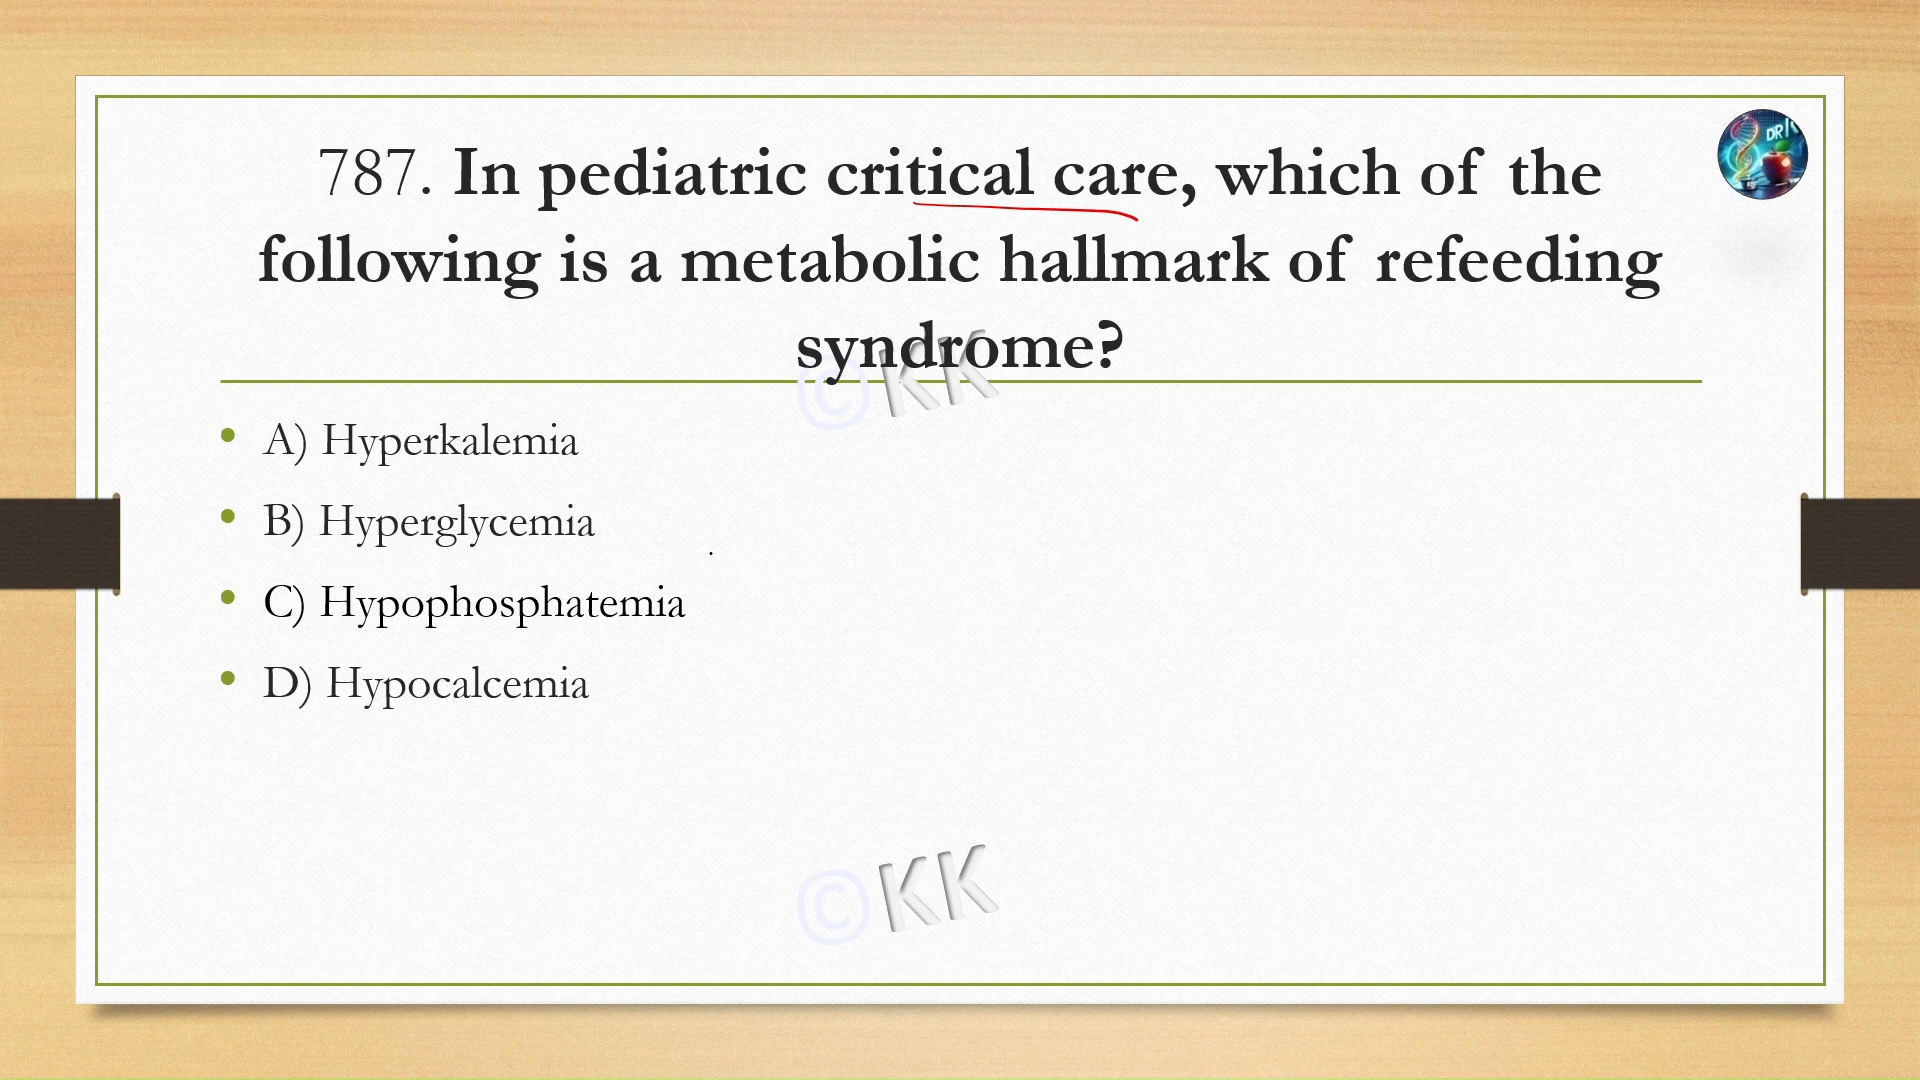 787. In pediatric critical care, which of the
following is a metabolic hallmark of refeeding
syndrome?
©KK
A) Hyperkalemia
B) Hyperglycemia
C) Hypophosphatemia
D) Hypocalcemia
©KK
DR